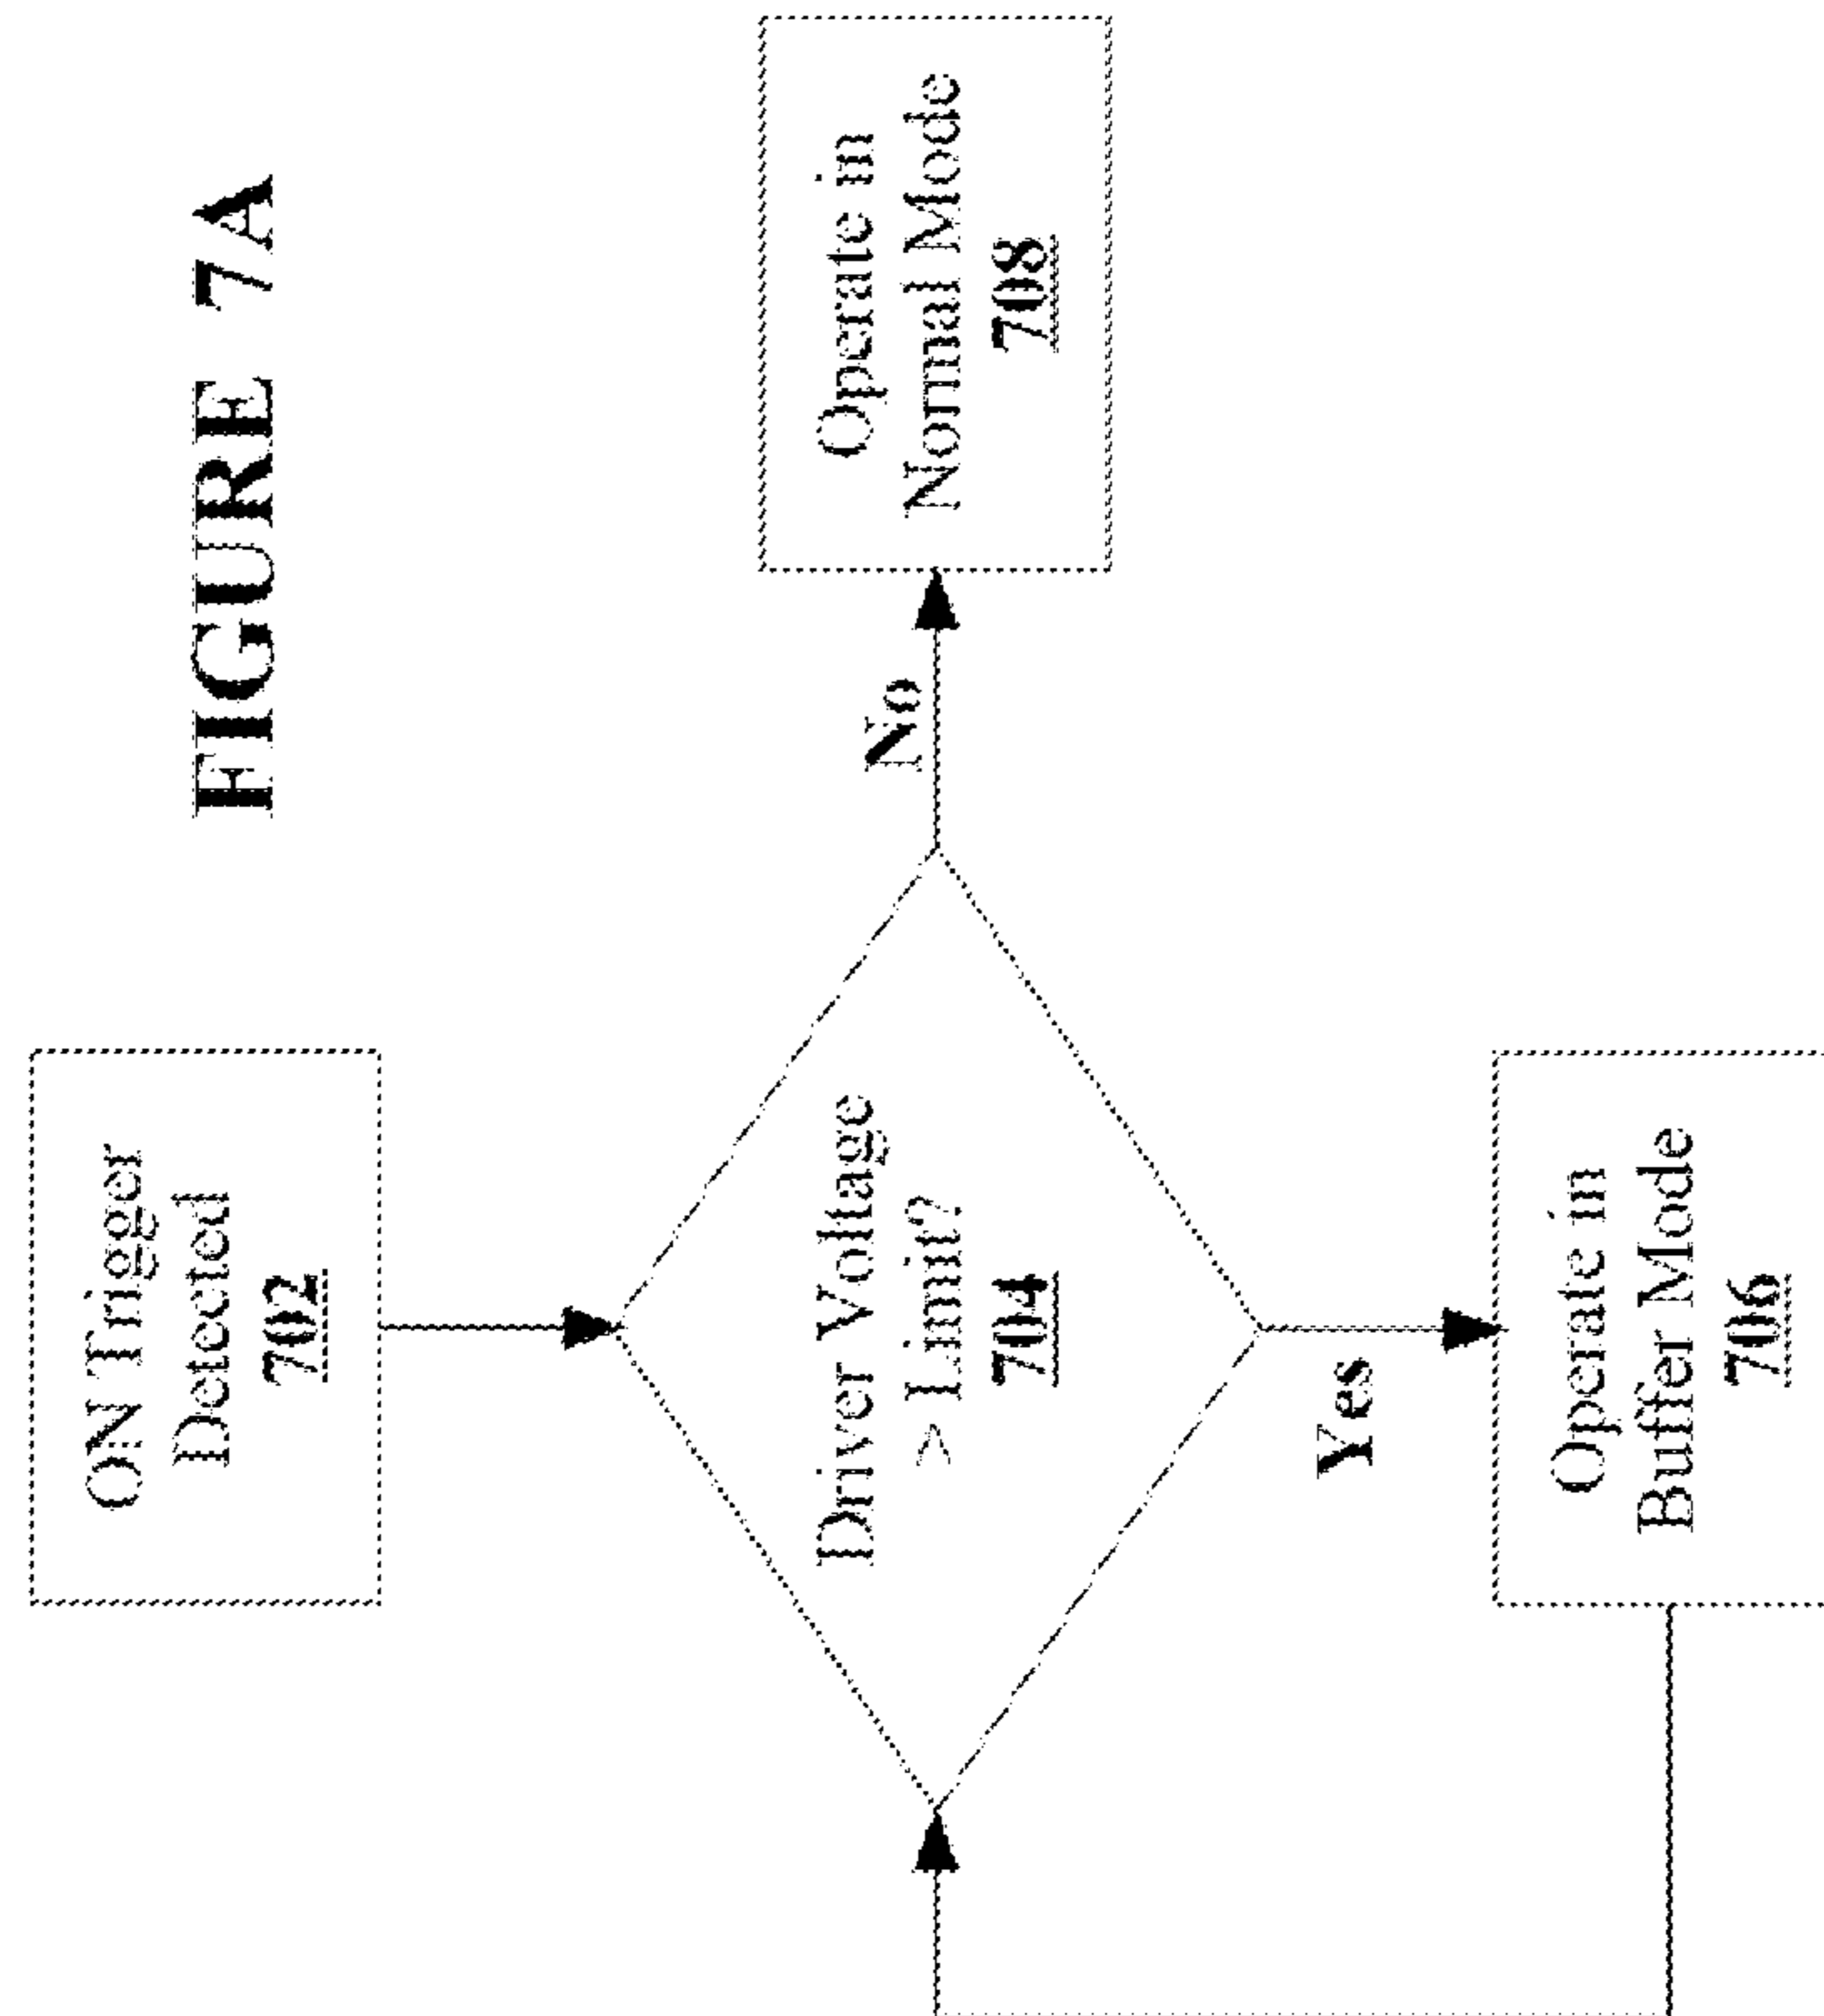 FIGURE 7A
ON Trigger
Detected
702
Driver Voltage
> Limit?
704
No
Operate in
Normal Mode
708
Yes
Operate in
Buffer Mode
706